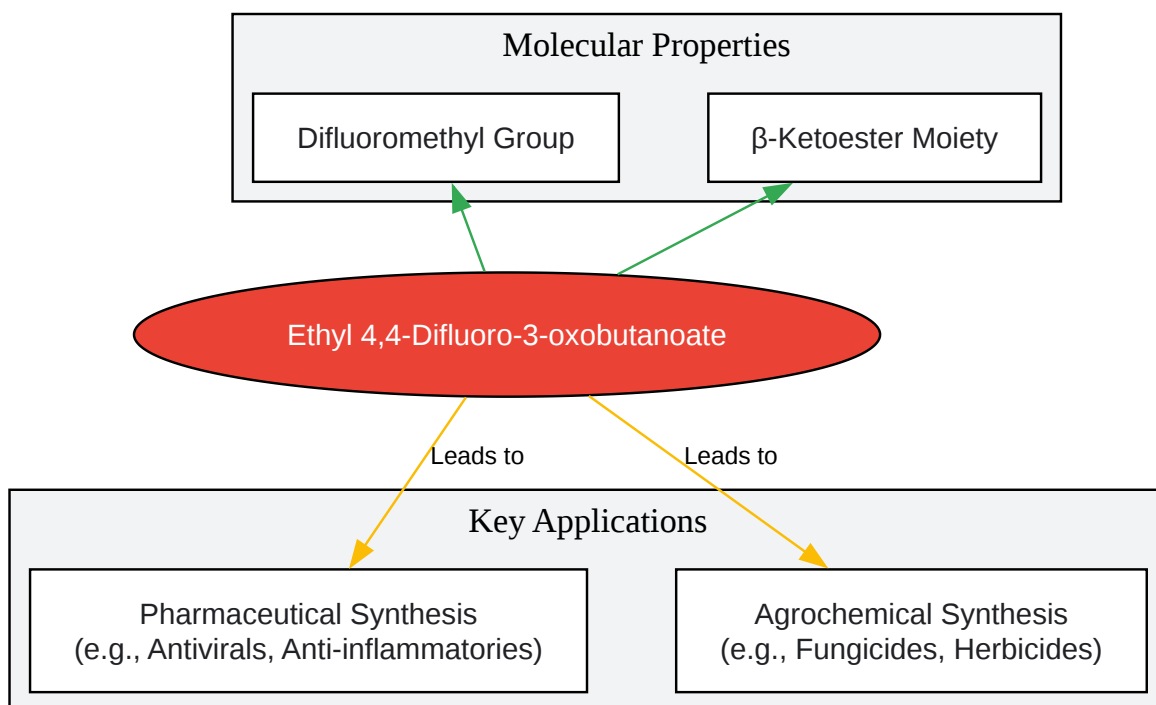 Molecular Properties
Difluoromethyl Group
β-Ketoester Moiety
Ethyl 4,4-Difluoro-3-oxobutanoate
Leads to
Leads to
Key Applications
Pharmaceutical Synthesis
(e.g., Antivirals, Anti-inflammatories)
Agrochemical Synthesis
(e.g., Fungicides, Herbicides)